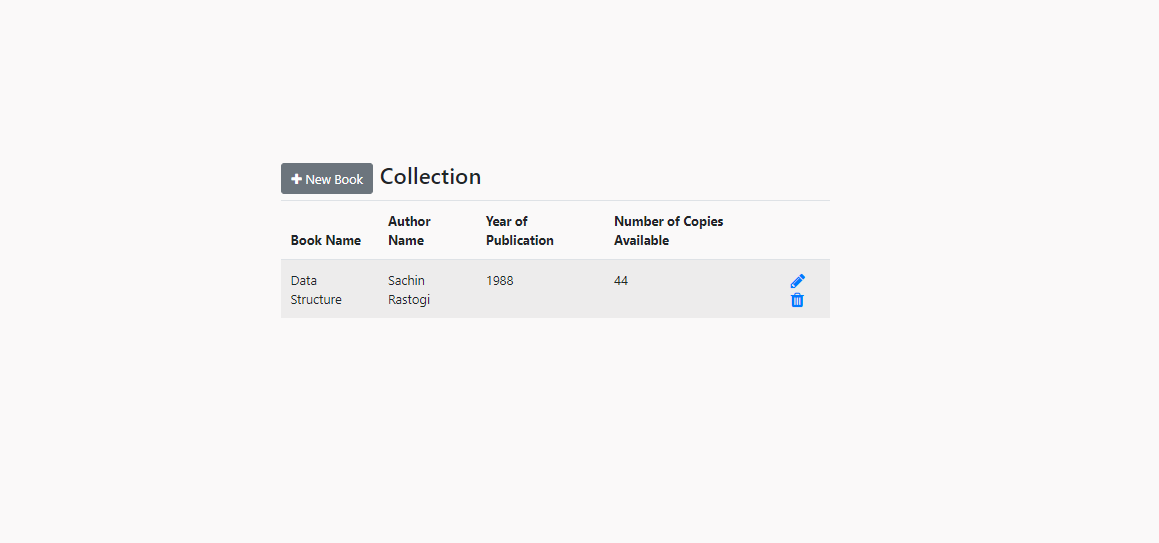 New Book Collection
Author Year of Number of Copies
Book Name Name Publication Available
Data Sachin 1988 44
Structure Rastogi